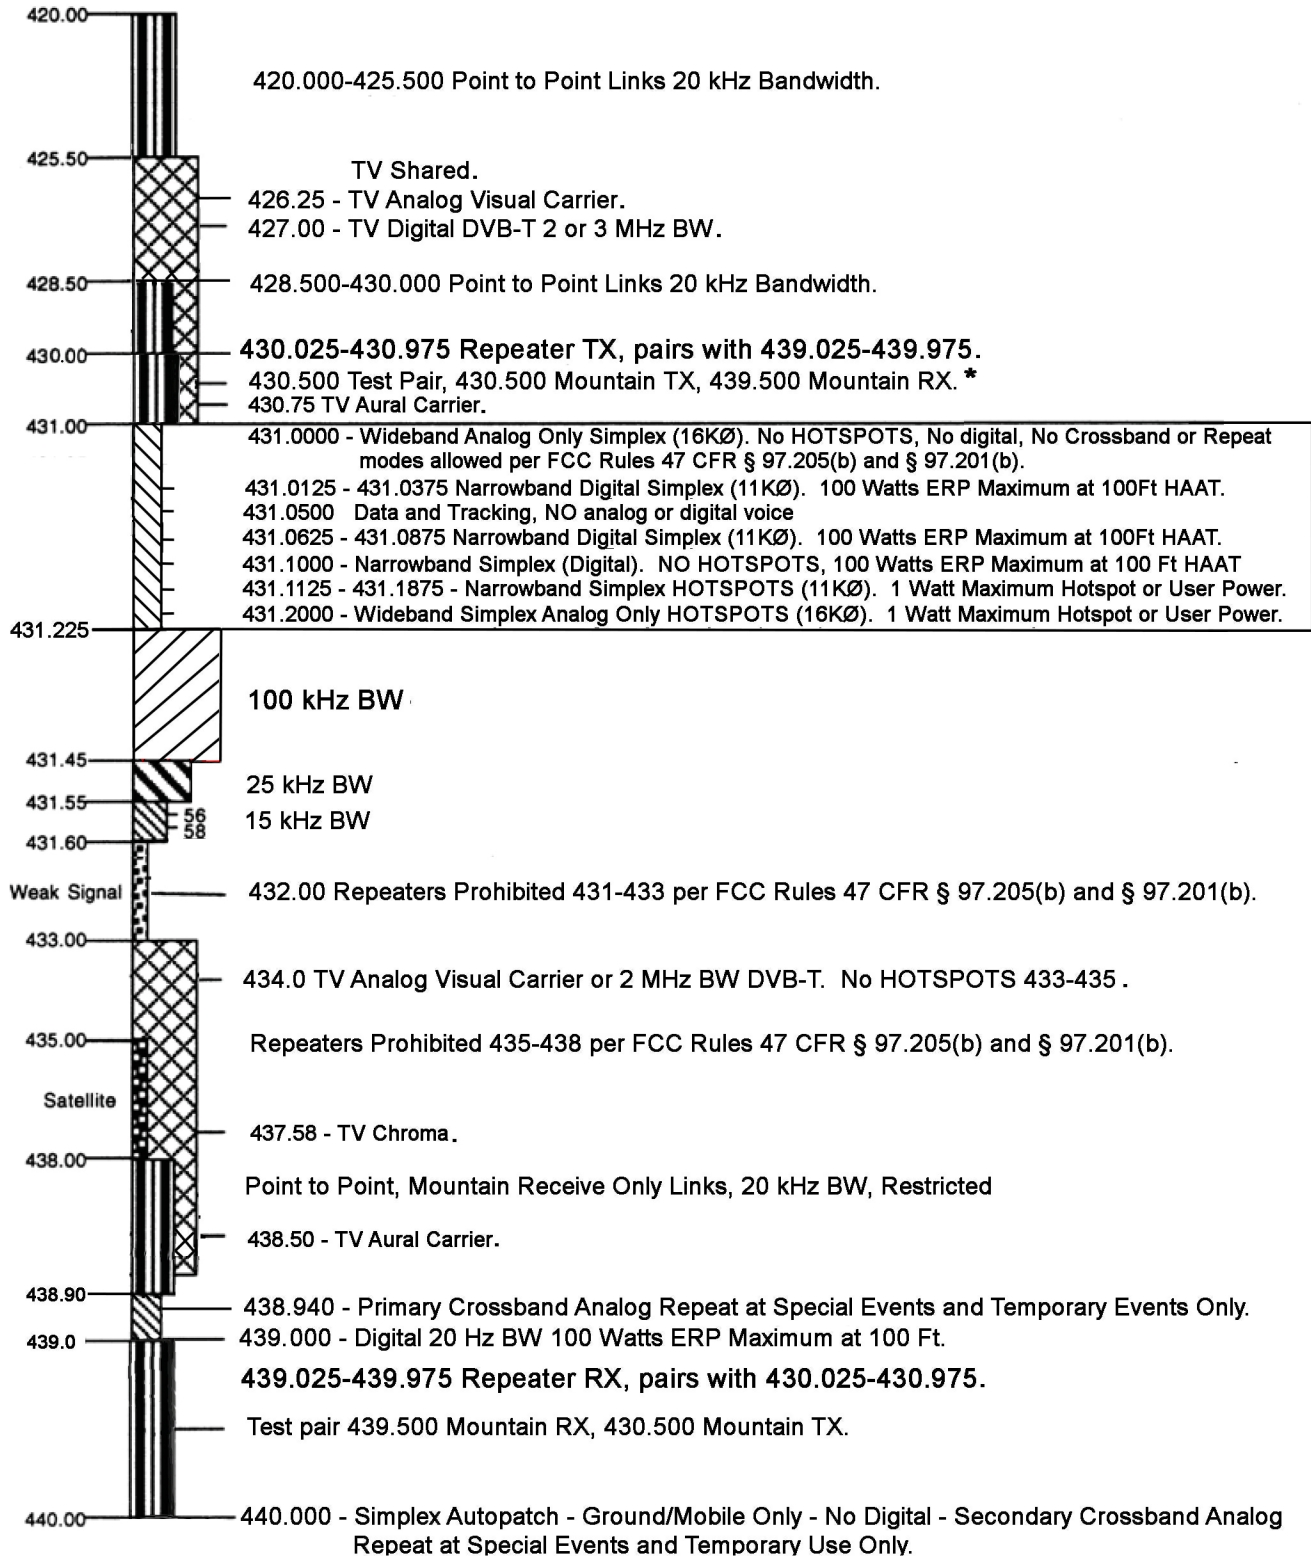 420.00
420.000-425.500 Point to Point Links 20 kHz Bandwidth.
425.50
TV Shared.
426.25 - TV Analog Visual Carrier.
427.00 - TV Digital DVB-T 2 or 3 MHz BW.
428.50
428.500-430.000 Point to Point Links 20 kHz Bandwidth.
430.025-430.975 Repeater TX, pairs with 439.025-439.975.
430.00
430.500 Test Pair, 430.500 Mountain TX, 439.500 Mountain RX. *
430.75 TV Aural Carrier.
431.00
431.0000 - Wideband Analog Only Simplex (16KØ). No HOTSPOTS, No digital, No Crossband or Repeat
modes allowed per FCC Rules 47 CFR § 97.205(b) and § 97.201(b).
431.0125 - 431.0375 Narrowband Digital Simplex (11KØ). 100 Watts ERP Maximum at 100Ft HAAT.
431.0500 Data and Tracking, NO analog or digital voice
431.0625 - 431.0875 Narrowband Digital Simplex (11KØ). 100 Watts ERP Maximum at 100Ft HAAT.
431.1000 - Narrowband Simplex (Digital). NO HOTSPOTS, 100 Watts ERP Maximum at 100 Ft HAAT
431.1125 - 431.1875 - Narrowband Simplex HOTSPOTS (11KØ). 1 Watt Maximum Hotspot or User Power.
431.2000 - Wideband Simplex Analog Only HOTSPOTS (16KØ). 1 Watt Maximum Hotspot or User Power.
431.225
100 kHz BW
431.45
25 kHz BW
431.55
56
58
15 kHz BW
431.60
Weak Signal
432.00 Repeaters Prohibited 431-433 per FCC Rules 47 CFR § 97.205(b) and § 97.201(b).
433.00
434.0 TV Analog Visual Carrier or 2 MHz BW DVB-T. No HOTSPOTS 433-435.
435.00
Repeaters Prohibited 435-438 per FCC Rules 47 CFR § 97.205(b) and § 97.201(b).
Satellite
437.58 - TV Chroma.
438.00
Point to Point, Mountain Receive Only Links, 20 kHz BW, Restricted
438.50 - TV Aural Carrier.
438.90
438.940 - Primary Crossband Analog Repeat at Special Events and Temporary Events Only.
439.0
439.000 - Digital 20 Hz BW 100 Watts ERP Maximum at 100 Ft.
439.025-439.975 Repeater RX, pairs with 430.025-430.975.
Test pair 439.500 Mountain RX, 430.500 Mountain TX.
440.00
440.000 - Simplex Autopatch - Ground/Mobile Only - No Digital - Secondary Crossband Analog
Repeat at Special Events and Temporary Use Only.